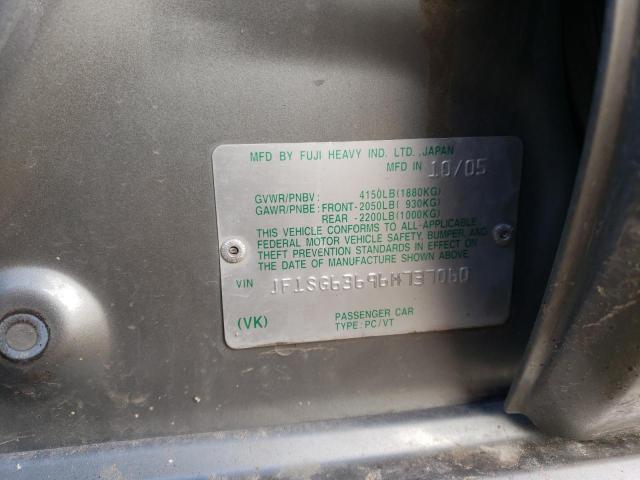 MFD BY FUJI HEAVY IND. LTD.,JAPAN
MFD IN 10/05
GVWR/PNBV : 4150LB(1880KG)
GAWR/PNBE: FRONT-2050LB( 930KG)
REAR -2200LB(1000KG)
THIS VEHICLE CONFORMS TO ALL-APPLICABLE
FEDERAL MOTOR VEHICLE SAFETY, BUMPER, AND
THEFT PREVENTION STANDARDS IN EFFECT ON
THE DATE OF MANUFACTURE SHOWN ABOVE.
VIN JF1SG63696H737060
(VK) PASSENGER CAR
TYPE: PC/VT